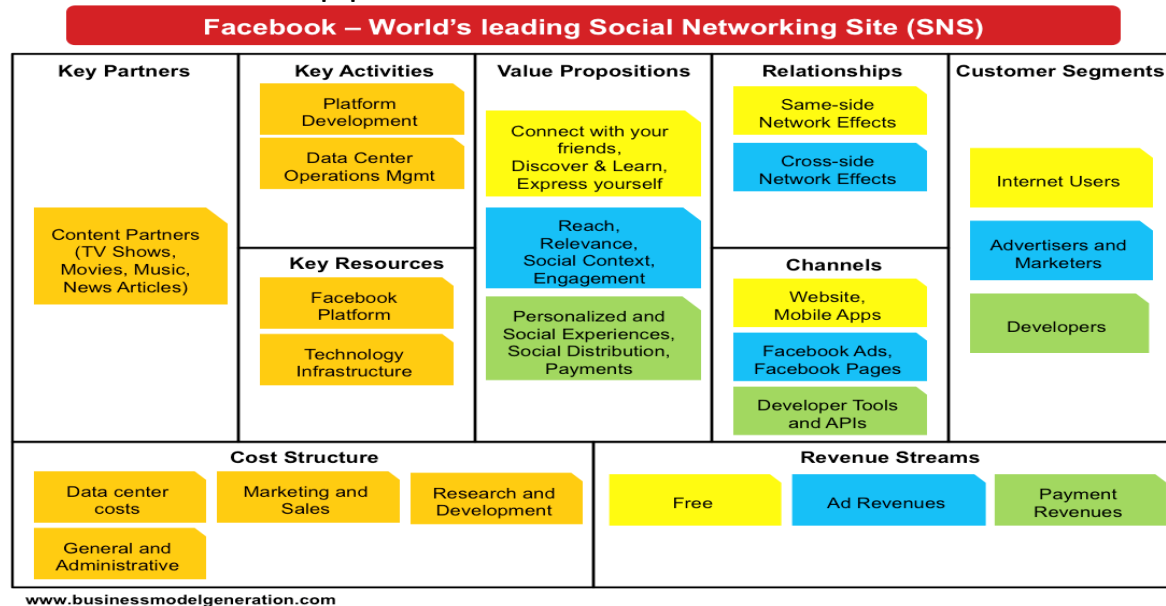 Facebook – World's leading Social Networking Site (SNS)
Key Partners
Content Partners
(TV Shows,
Movies, Music,
News Articles)
Key Activities
Platform
Development
Data Center
Operations Mgmt
Key Resources
Facebook
Platform
Technology
Infrastructure
Value Propositions
Connect with your
friends,
Discover & Learn,
Express yourself
Reach,
Relevance,
Social Context,
Engagement
Personalized and
Social Experiences,
Social Distribution,
Payments
Relationships
Same-side
Network Effects
Cross-side
Network Effects
Channels
Website,
Mobile Apps
Facebook Ads,
Facebook Pages
Developer Tools
and APIs
Customer Segments
Internet Users
Advertisers and
Marketers
Developers
Cost Structure
Data center
costs
Marketing and
Sales
Research and
Development
General and
Administrative
Revenue Streams
Free
Ad Revenues
Payment
Revenues
www.businessmodelgeneration.com